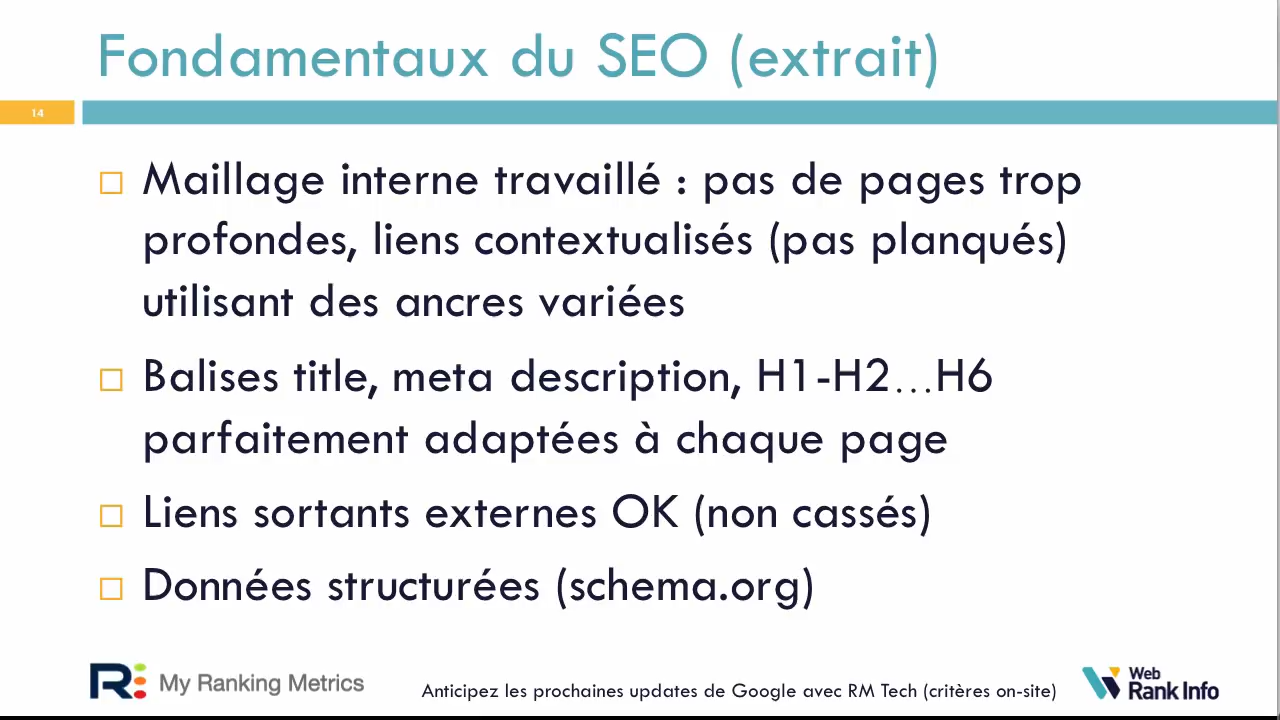 Fondamentaux du SEO (extrait)
14
Maillage interne travaillé : pas de pages trop
profondes, liens contextualisés (pas planqués)
utilisant des ancres variées
Balises title, meta description, H1-H2...H6
parfaitement adaptées à chaque page
Liens sortants externes OK (non cassés)
Données structurées (schema.org)
R
My Ranking Metrics
Anticipez les prochaines updates de Google avec RM Tech (critères on-site)
Web
Rank Info